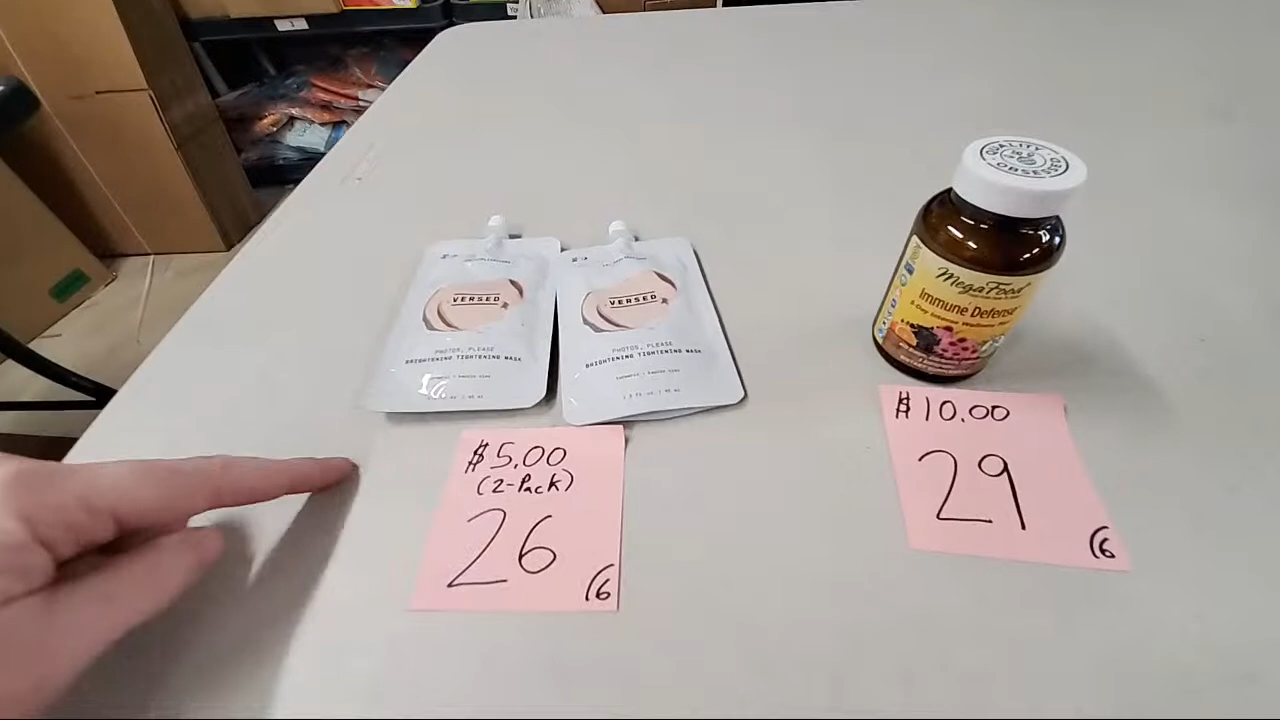 QUALITY
OBSESSED
VERSED
PHOTOS, PLEASE
BRIGHTENING TIGHTENING MASK
VERSED
PHOTOS, PLEASE
BRIGHTENING TIGHTENING MASK
MegaFood
Immune Defense
$5.00
(2-Pack)
26
(6
$10.00
29
(6